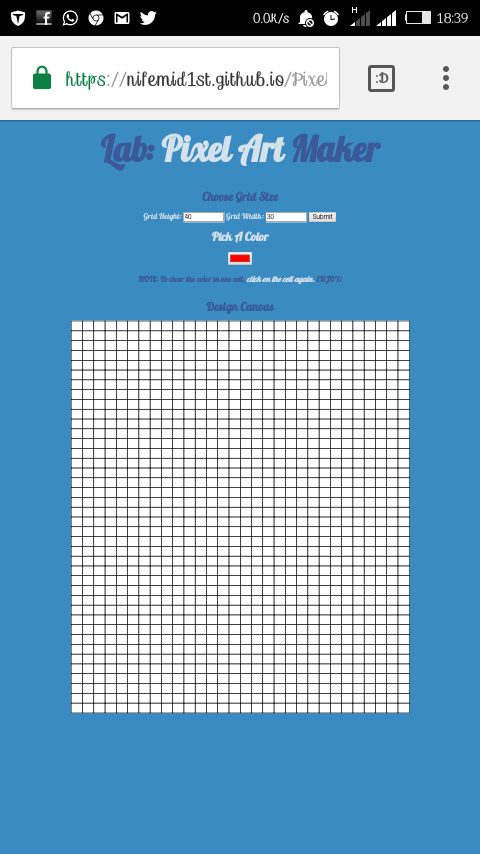 0.0K/s H 18:39
https://nifemid1st.github.io/Pixel
:D
Lab: Pixel Art Maker
Choose Grid Size
Grid Height: 40 Grid Width: 30 Submit
Pick A Color
NOTE: To clear the color in one cell, click on the cell again. ENJOY!
Design Canvas